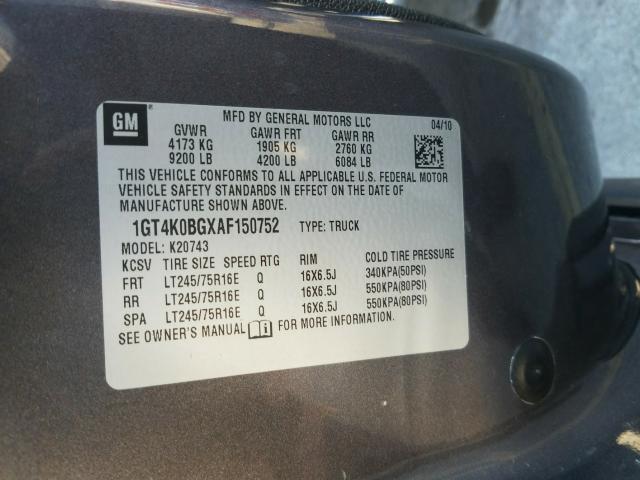 GM
MFD BY GENERAL MOTORS LLC
04/10
GVWR GAWR FRT GAWR RR
4173 KG 1905 KG 2760 KG
9200 LB 4200 LB 6084 LB
THIS VEHICLE CONFORMS TO ALL APPLICABLE U.S. FEDERAL MOTOR
VEHICLE SAFETY STANDARDS IN EFFECT ON THE DATE OF
MANUFACTURE SHOWN ABOVE.
1GT4K0BGXAF150752 TYPE: TRUCK
MODEL: K20743
KCSV TIRE SIZE SPEED RTG RIM COLD TIRE PRESSURE
FRT LT245/75R16E Q 16X6.5J 340KPA(50PSI)
RR LT245/75R16E Q 16X6.5J 550KPA(80PSI)
SPA LT245/75R16E Q 16X6.5J 550KPA(80PSI)
SEE OWNER'S MANUAL FOR MORE INFORMATION.